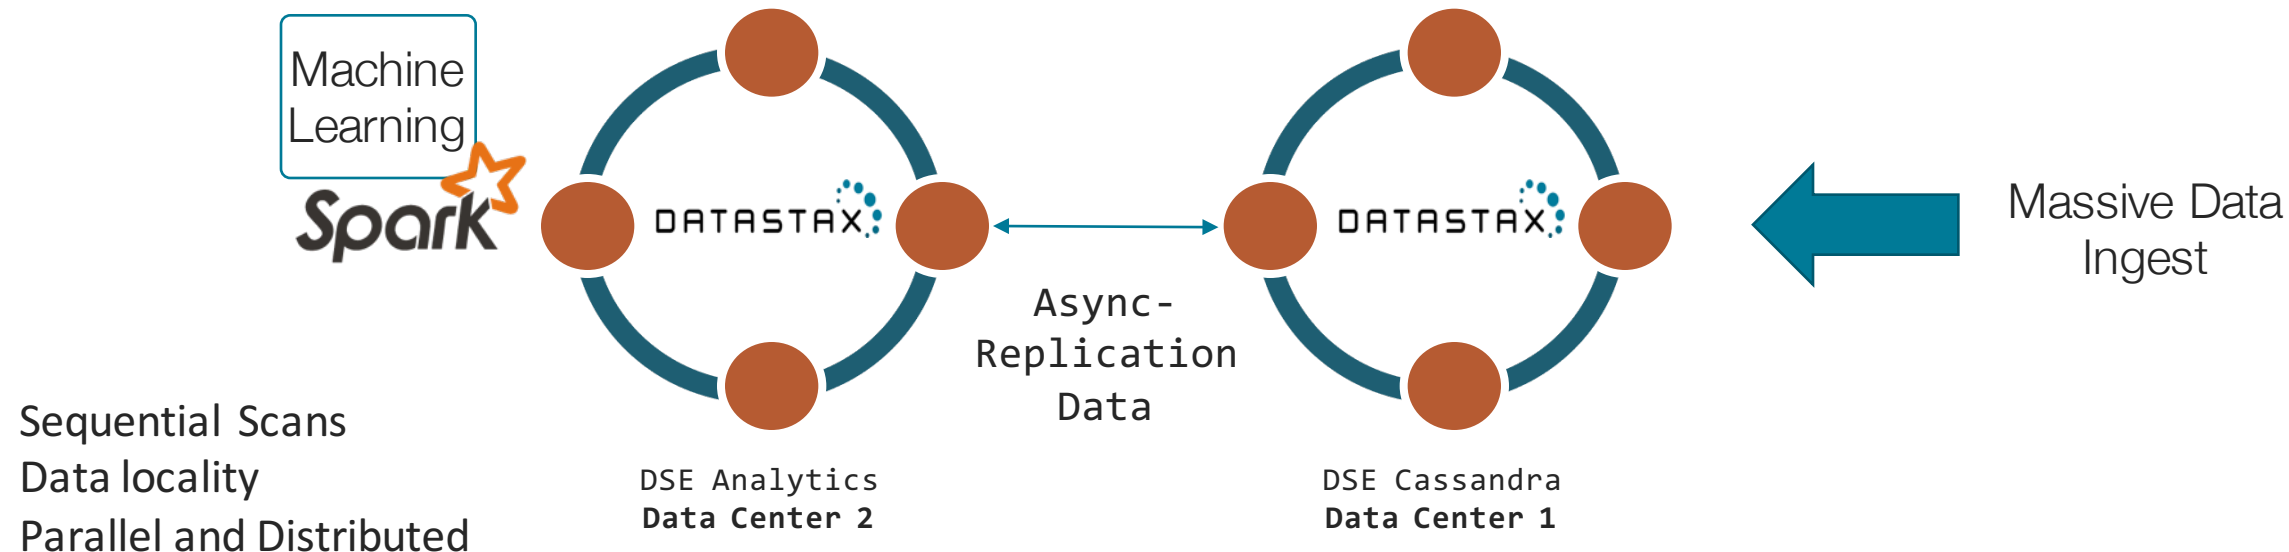 Machine
Learning
Spark
DATASTAX
DATASTAX
Massive Data
Ingest
Async-
Replication
Data
Sequential Scans
Data locality
Parallel and Distributed
DSE Analytics
Data Center 2
DSE Cassandra
Data Center 1